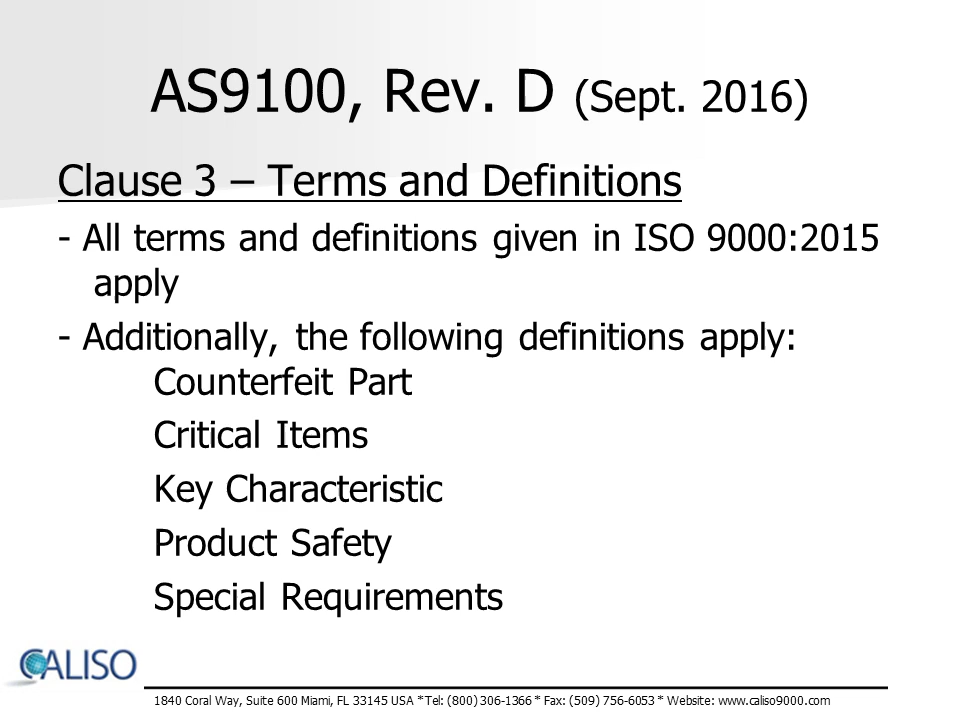 AS9100, Rev. D (Sept. 2016)
Clause 3 – Terms and Definitions
- All terms and definitions given in ISO 9000:2015
apply
- Additionally, the following definitions apply:
Counterfeit Part
Critical Items
Key Characteristic
Product Safety
Special Requirements
CALISO
1840 Coral Way, Suite 600 Miami, FL 33145 USA *Tel: (800) 306-1366 * Fax: (509) 756-6053 * Website: www.caliso9000.com